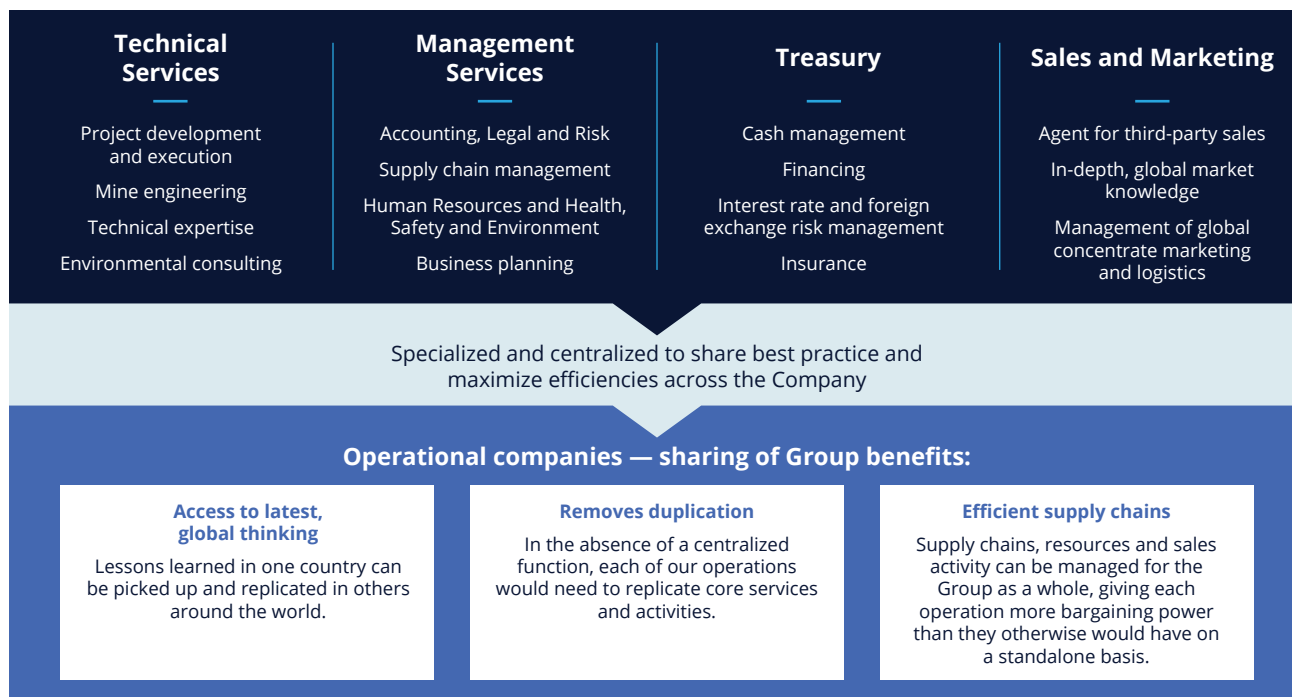 Technical
Services
Project development
and execution
Mine engineering
Technical expertise
Environmental consulting
Management
Services
Accounting, Legal and Risk
Supply chain management
Human Resources and Health,
Safety and Environment
Business planning
Treasury
Cash management
Financing
Interest rate and foreign
exchange risk management
Insurance
Sales and Marketing
Agent for third-party sales
In-depth, global market
knowledge
Management of global
concentrate marketing
and logistics
Specialized and centralized to share best practice and
maximize efficiencies across the Company
Operational companies — sharing of Group benefits:
Access to latest,
global thinking
Lessons learned in one country can
be picked up and replicated in others
around the world.
Removes duplication
In the absence of a centralized
function, each of our operations
would need to replicate core services
and activities.
Efficient supply chains
Supply chains, resources and sales
activity can be managed for the
Group as a whole, giving each
operation more bargaining power
than they otherwise would have on
a standalone basis.